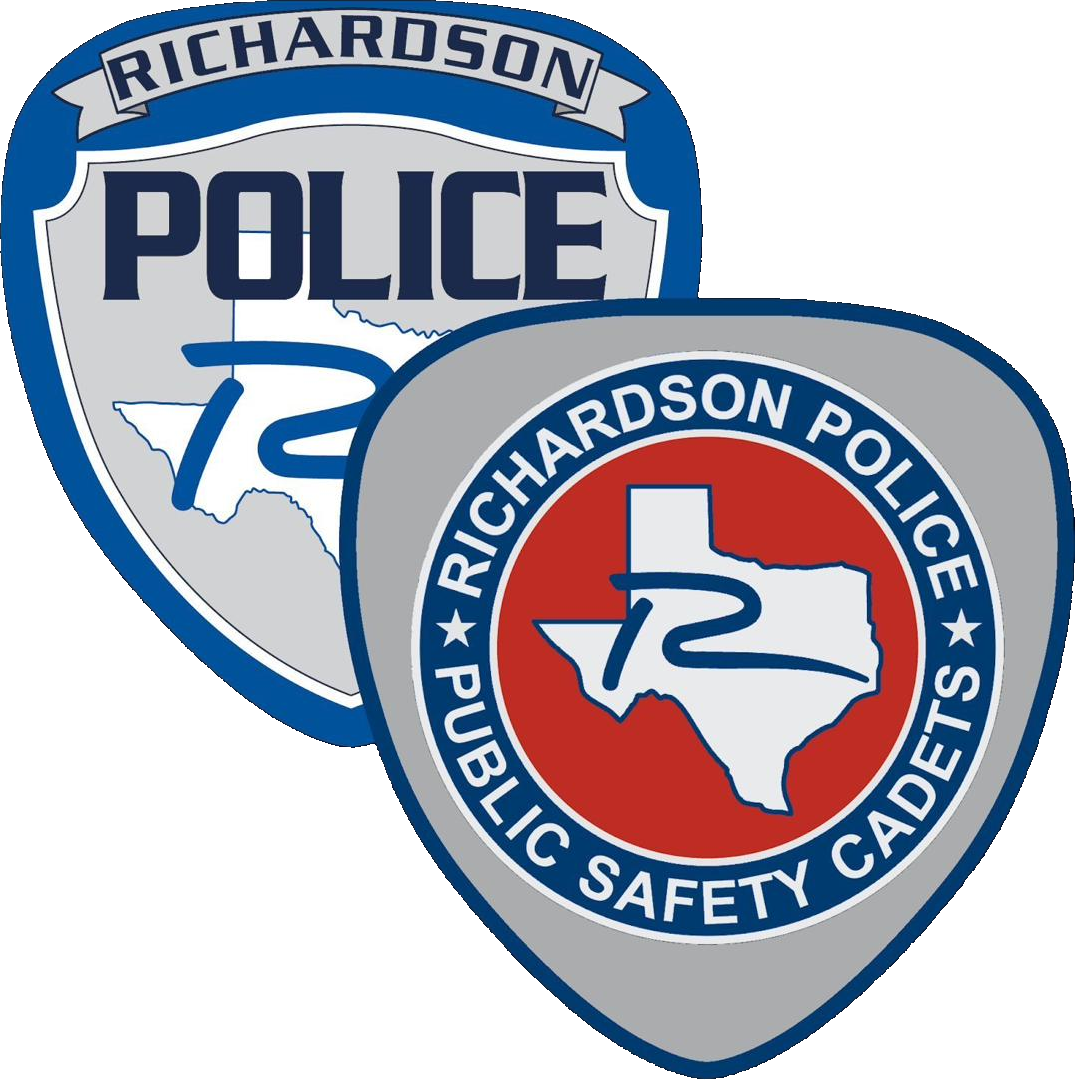 RICHARDSON
POLICE
R
RICHARDSON POLICE
★ PUBLIC SAFETY CADETS ★
R